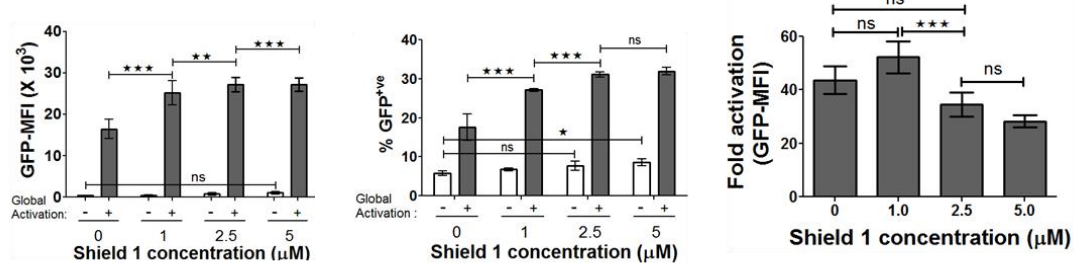 GFP-MFI (X 10³)
40
30
20
10
0
★★★
★★
★★★
ns
Global
Activation:
- + - + - + - +
0 1 2.5 5
Shield 1 concentration (μM)
% GFP⁺ᵛᵉ
40
30
20
10
0
★★★
★★★
ns
★
ns
Global
Activation :
- + - + - + - +
0 1 2.5 5
Shield 1 concentration (μM)
Fold activation
(GFP-MFI)
60
40
20
0
ns
ns
★★★
ns
0 1.0 2.5 5.0
Shield 1 concentration (μM)